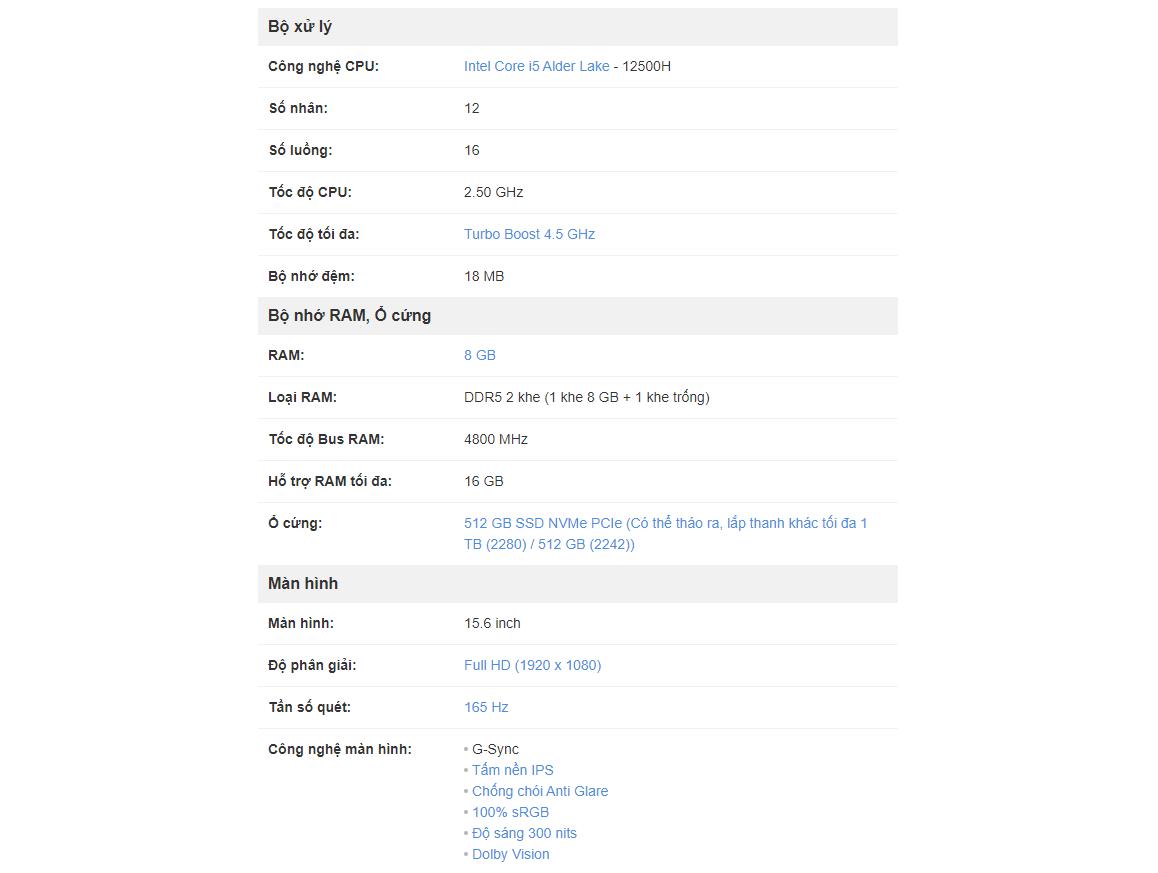 Bộ xử lý
Công nghệ CPU: Intel Core i5 Alder Lake - 12500H
Số nhân: 12
Số luồng: 16
Tốc độ CPU: 2.50 GHz
Tốc độ tối đa: Turbo Boost 4.5 GHz
Bộ nhớ đệm: 18 MB
Bộ nhớ RAM, Ổ cứng
RAM: 8 GB
Loại RAM: DDR5 2 khe (1 khe 8 GB + 1 khe trống)
Tốc độ Bus RAM: 4800 MHz
Hỗ trợ RAM tối đa: 16 GB
Ổ cứng: 512 GB SSD NVMe PCIe (Có thể tháo ra, lắp thanh khác tối đa 1
TB (2280) / 512 GB (2242))
Màn hình
Màn hình: 15.6 inch
Độ phân giải: Full HD (1920 x 1080)
Tần số quét: 165 Hz
Công nghệ màn hình: • G-Sync
• Tấm nền IPS
• Chống chói Anti Glare
• 100% sRGB
• Độ sáng 300 nits
• Dolby Vision